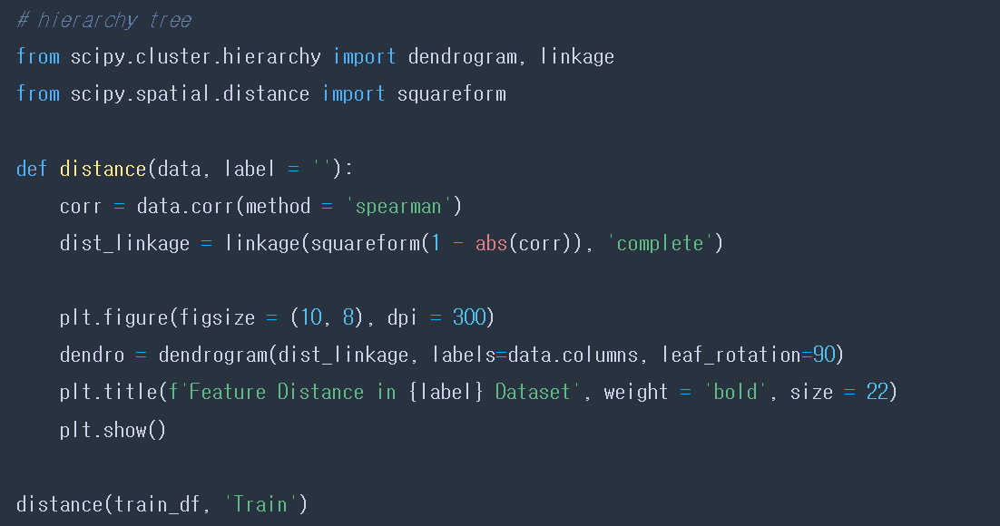 # hierarchy tree
from scipy.cluster.hierarchy import dendrogram, linkage
from scipy.spatial.distance import squareform

def distance(data, label = ''):
    corr = data.corr(method = 'spearman')
    dist_linkage = linkage(squareform(1 - abs(corr)), 'complete')

    plt.figure(figsize = (10, 8), dpi = 300)
    dendro = dendrogram(dist_linkage, labels=data.columns, leaf_rotation=90)
    plt.title(f'Feature Distance in {label} Dataset', weight = 'bold', size = 22)
    plt.show()

distance(train_df, 'Train')